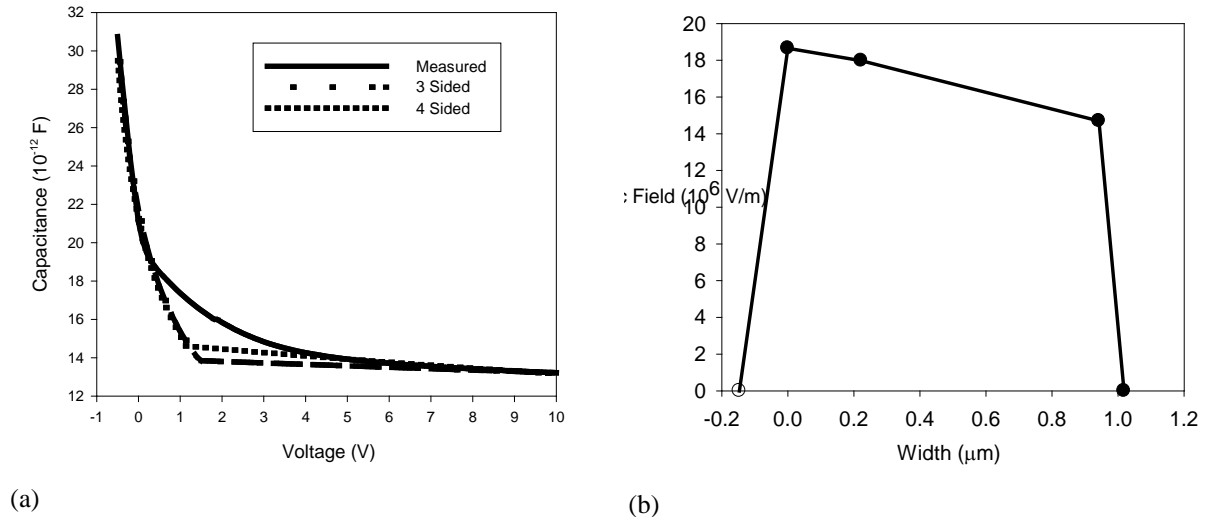 32
30
28
26
24
22
20
18
16
14
12
Capacitance (10-12 F)
Measured
3 Sided
4 Sided
-1 0 1 2 3 4 5 6 7 8 9 10
Voltage (V)
(a)
20
18
16
14
12
10
8
6
4
2
0
c Field (106 V/m)
-0.2 0.0 0.2 0.4 0.6 0.8 1.0 1.2
Width (μm)
(b)